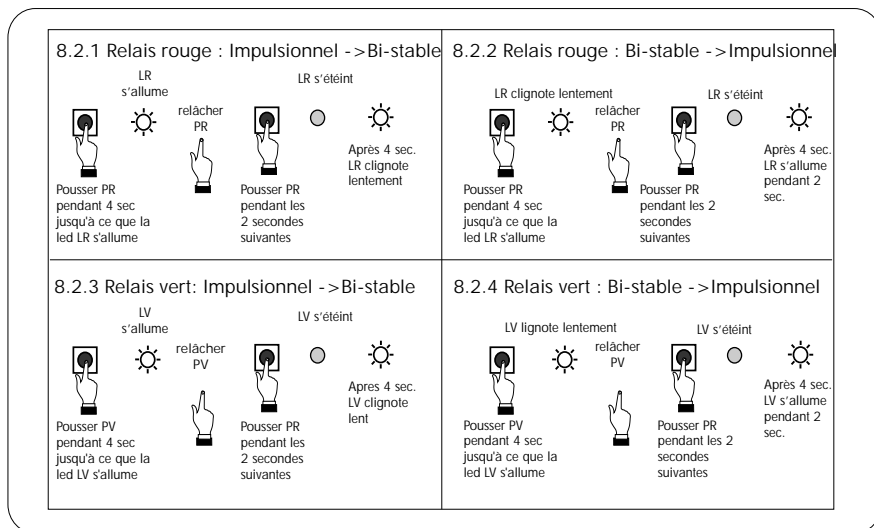 8.2.1 Relais rouge : Impulsionnel ->Bi-stable
LR
s'allume
LR s'étéint
relâcher
PR
Après 4 sec.
LR clignote
lentement
Pousser PR
pendant 4 sec
jusqu'à ce que la
led LR s'allume
Pousser PR
pendant les
2 secondes
suivantes
8.2.2 Relais rouge : Bi-stable ->Impulsionnel
LR clignote lentement
LR s'étéint
relâcher
PR
Après 4 sec.
LR s'allume
pendant 2
sec.
Pousser PR
pendant 4 sec
jusqu'à ce que la
led LR s'allume
Pousser PR
pendant les 2
secondes
suivantes
8.2.3 Relais vert: Impulsionnel ->Bi-stable
LV
s'allume
LV s'étéint
relâcher
PV
Apres 4 sec.
LV clignote
lent
Pousser PV
pendant 4 sec
jusqu'à ce que la
led LV s'allume
Pousser PR
pendant les
2 secondes
suivantes
8.2.4 Relais vert : Bi-stable ->Impulsionnel
LV lignote lentement
LV s'étéint
relâcher
PV
Après 4 sec.
LV s'allume
pendant 2
sec.
Pousser PV
pendant 4 sec
jusqu'à ce que la
led LV s'allume
Pousser PR
pendant les 2
secondes
suivantes